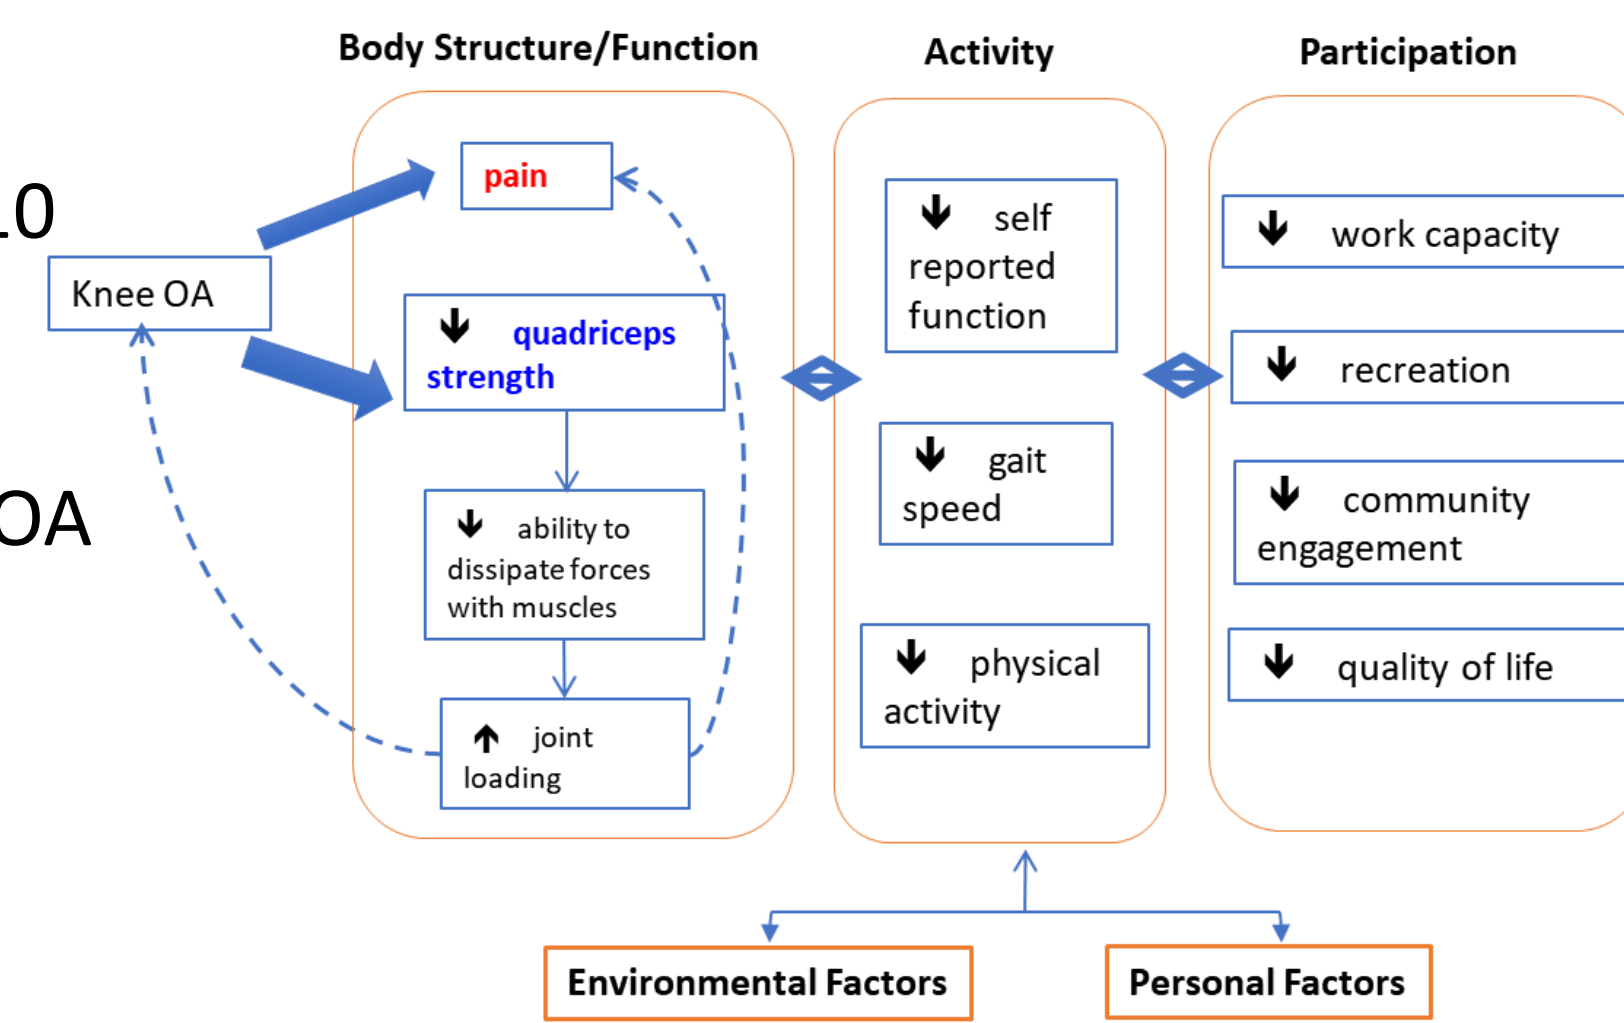 Body Structure/Function
Activity
Participation
10
Knee OA
OA
pain
↓ quadriceps
strength
↓ ability to
dissipate forces
with muscles
↑ joint
loading
↓ self
reported
function
↓ gait
speed
↓ physical
activity
↓ work capacity
↓ recreation
↓ community
engagement
↓ quality of life
Environmental Factors
Personal Factors